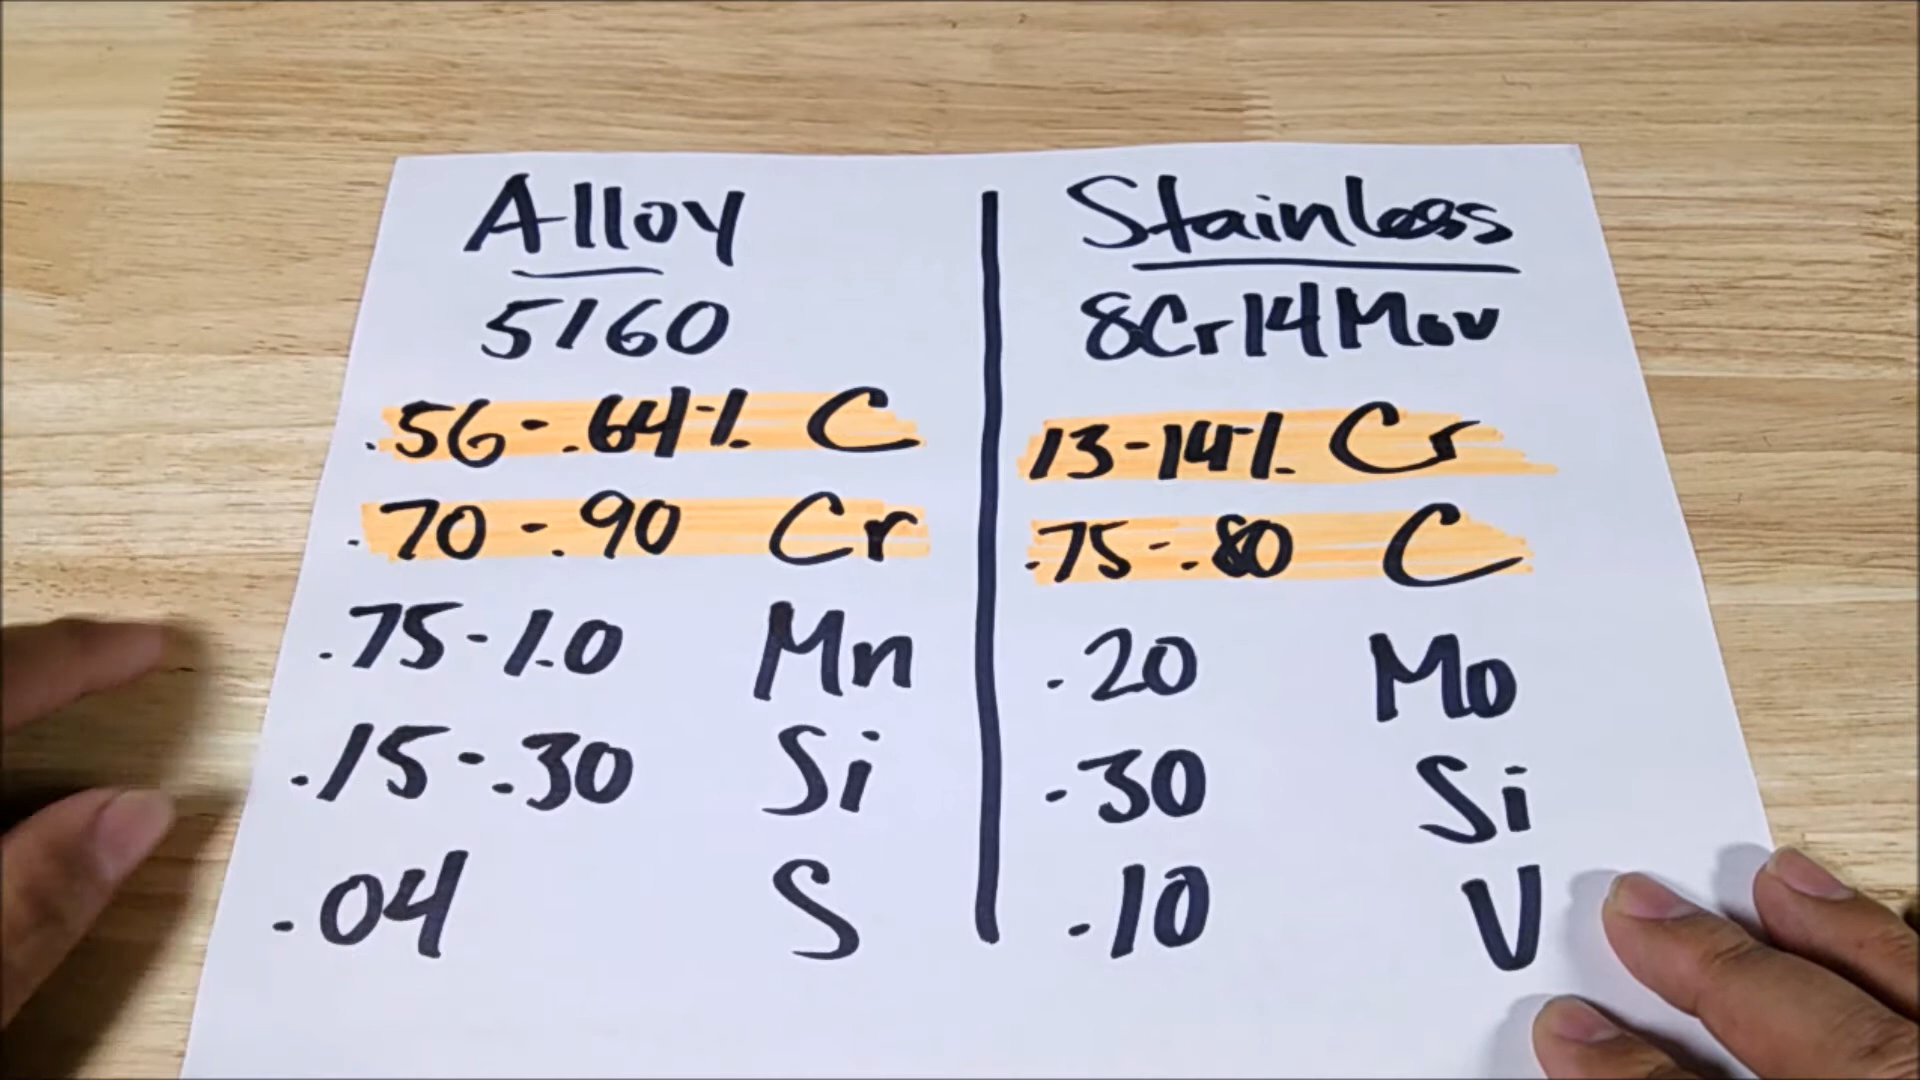 Alloy
5160
.56-.64% C
.70-.90 Cr
.75-1.0 Mn
.15-.30 Si
.04 S
Stainless
8Cr14Mov
13-14% Cr
.75-.80 C
.20 Mo
.30 Si
.10 V